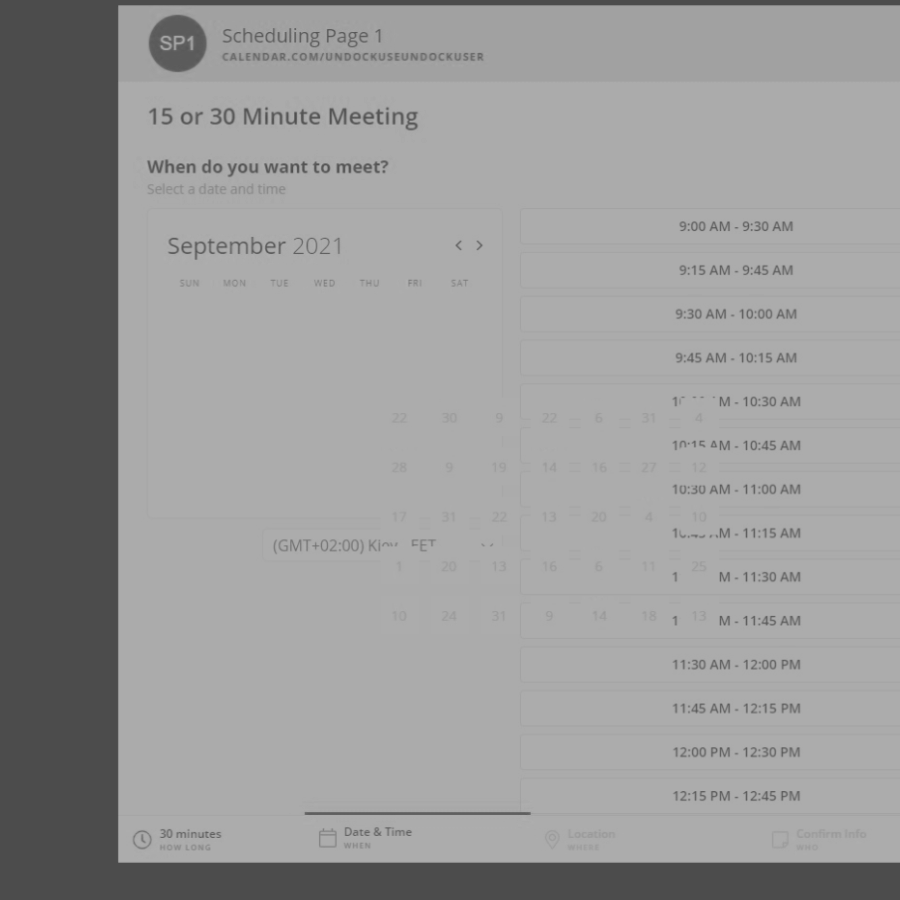 SP1
Scheduling Page 1
CALENDAR.COM/UNDOCKUSEUNDOCKUSER
15 or 30 Minute Meeting
When do you want to meet?
Select a date and time
September 2021
SUN MON TUE WED THU FRI SAT
9:00 AM - 9:30 AM
9:15 AM - 9:45 AM
9:30 AM - 10:00 AM
9:45 AM - 10:15 AM
M - 10:30 AM
22 30 9 22 6 31 4
10:15 AM - 10:45 AM
28 9 19 14 16 27 12
10:30 AM - 11:00 AM
17 31 22 13 20 4 10
M - 11:15 AM
(GMT+02:00) EET
1 20 13 16 6 11 25
1 M - 11:30 AM
10 24 31 9 14 18 13
1 M - 11:45 AM
11:30 AM - 12:00 PM
11:45 AM - 12:15 PM
12:00 PM - 12:30 PM
12:15 PM - 12:45 PM
30 minutes
HOW LONG
Date & Time
WHEN
Location
WHERE
Confirm Info
WHO